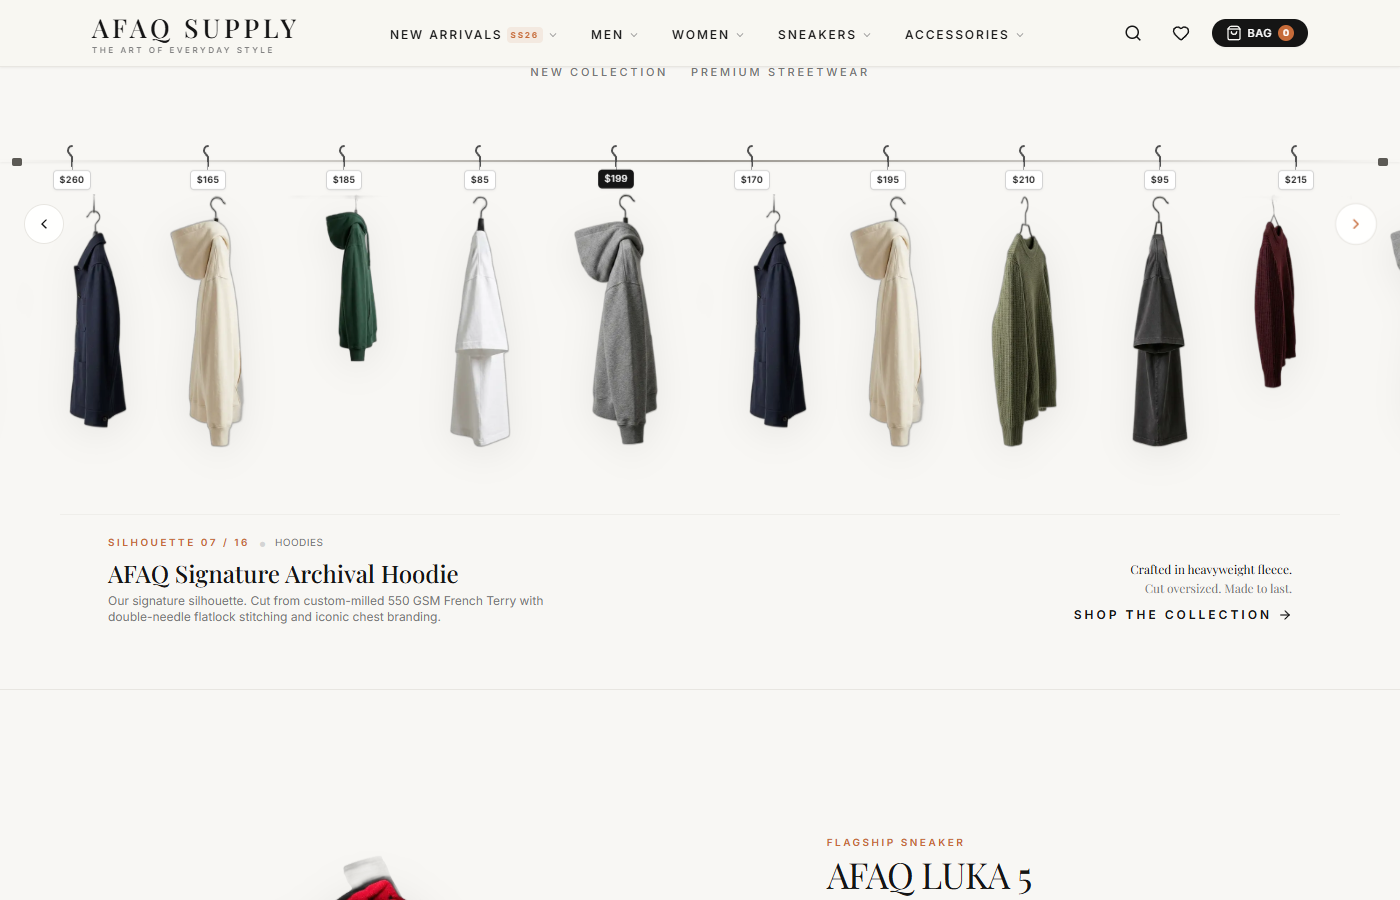 AFAQ SUPPLY
THE ART OF EVERYDAY STYLE
NEW ARRIVALS SS26 MEN WOMEN SNEAKERS ACCESSORIES
BAG 0
NEW COLLECTION PREMIUM STREETWEAR
$260 $165 $185 $85 $199 $170 $195 $210 $95 $215
SILHOUETTE 07 / 16 HOODIES
AFAQ Signature Archival Hoodie
Our signature silhouette. Cut from custom-milled 550 GSM French Terry with
double-needle flatlock stitching and iconic chest branding.
Crafted in heavyweight fleece.
Cut oversized. Made to last.
SHOP THE COLLECTION
FLAGSHIP SNEAKER
AFAQ LUKA 5